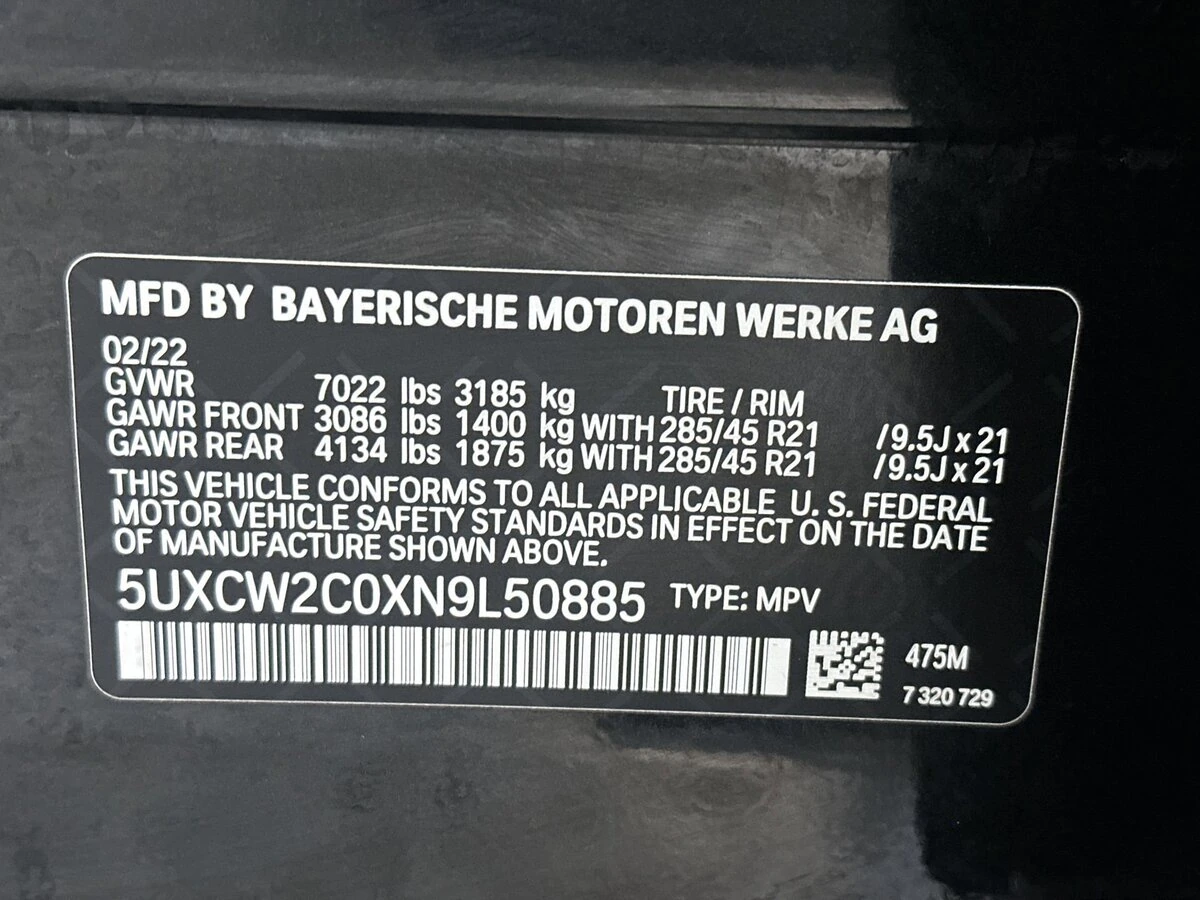 MFD BY BAYERISCHE MOTOREN WERKE AG
02/22
GVWR 7022 lbs 3185 kg TIRE / RIM
GAWR FRONT 3086 lbs 1400 kg WITH 285/45 R21 /9.5J x 21
GAWR REAR 4134 lbs 1875 kg WITH 285/45 R21 /9.5J x 21
THIS VEHICLE CONFORMS TO ALL APPLICABLE U. S. FEDERAL
MOTOR VEHICLE SAFETY STANDARDS IN EFFECT ON THE DATE
OF MANUFACTURE SHOWN ABOVE.
5UXCW2C0XN9L50885 TYPE: MPV
475M
7 320 729